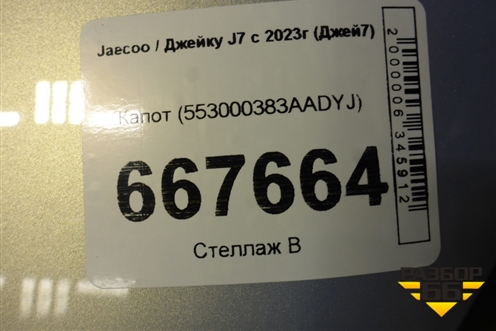 Jaecoo / Джейку J7 с 2023г (Джей7)
Капот (553000383AADYJ)
667664
Стеллаж В
2000006345912
РАЗБОР
66